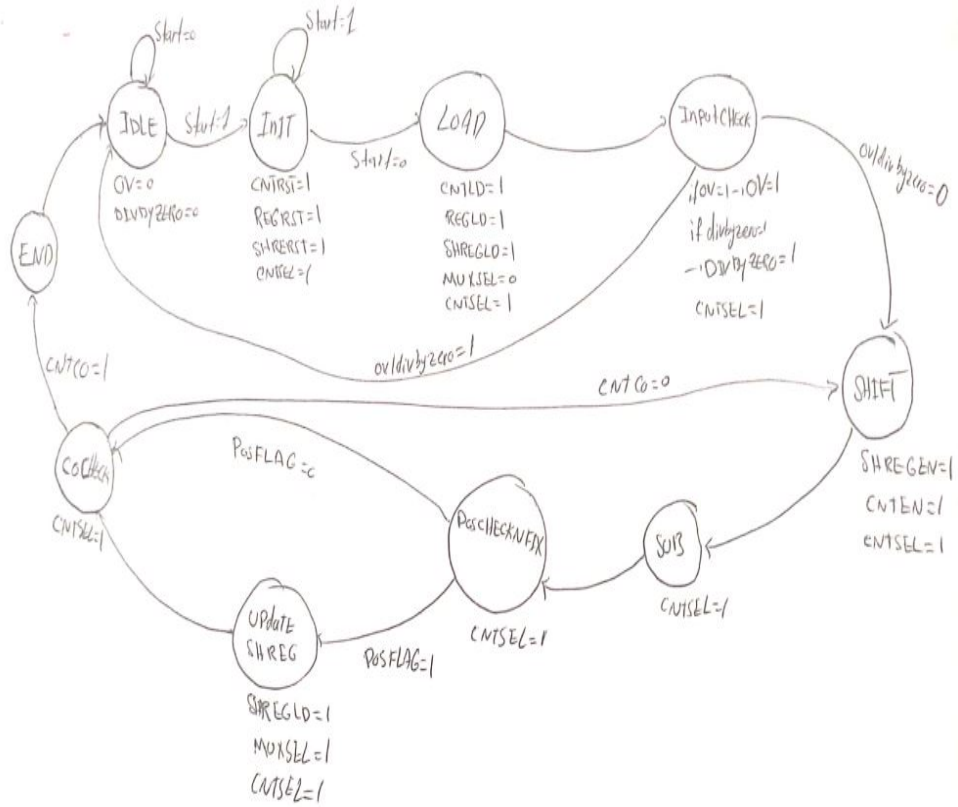 Start=0
Start=1
IDLE
Start=1
INIT
Start=0
LOAD
INPUTCHECK
ov/divbyzero=0
OV=0
DIVBYZERO=0
CNTRST=1
REGRST=1
SHRERST=1
CNTSEL=1
CNTLD=1
REGLD=1
SHREGLD=1
MUXSEL=0
CNTSEL=1
if OV=1→OV=1
if divbyzero=1
→DIVByZERO=1
CNTSEL=1
END
ov/divbyzero=1
CNTCO=1
CNTCO=0
SHIFT
SHREGEN=1
CNTEN=1
CNTSEL=1
COCHECK
CNTSEL=1
POSFLAG=0
POSCHECKNFIX
CNTSEL=1
SUB
CNTSEL=1
POSFLAG=1
UPdatE
SHREG
SHREGLD=1
MUXSEL=1
CNTSEL=1